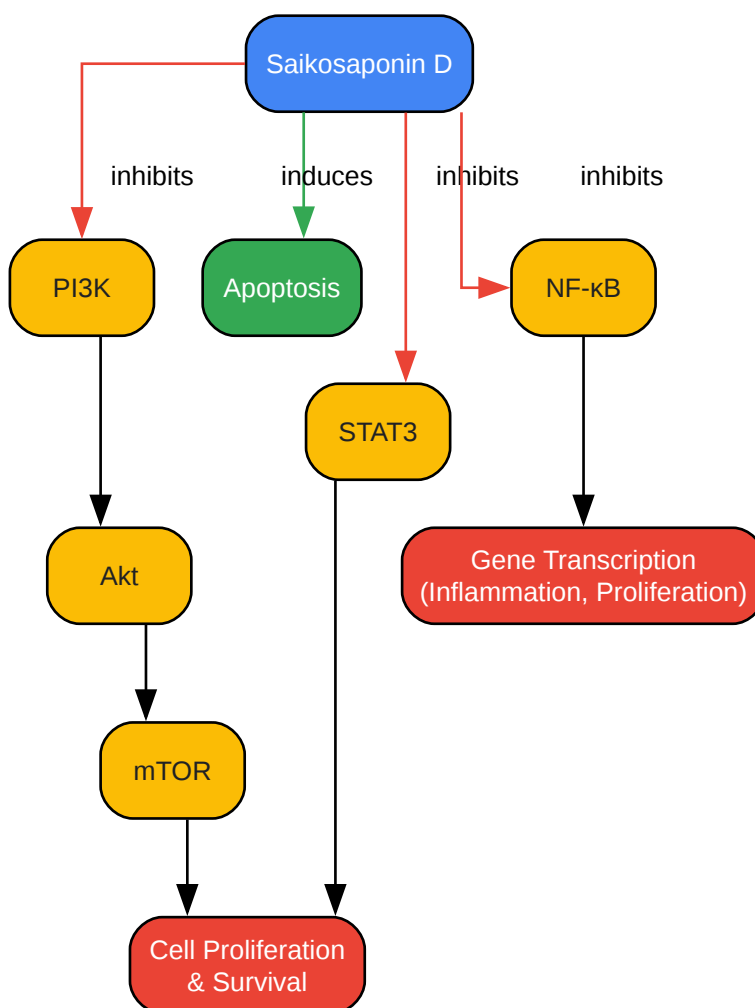 Saikosaponin D
inhibits
induces
inhibits
inhibits
PI3K
Apoptosis
NF-κB
STAT3
Akt
Gene Transcription
(Inflammation, Proliferation)
mTOR
Cell Proliferation
& Survival